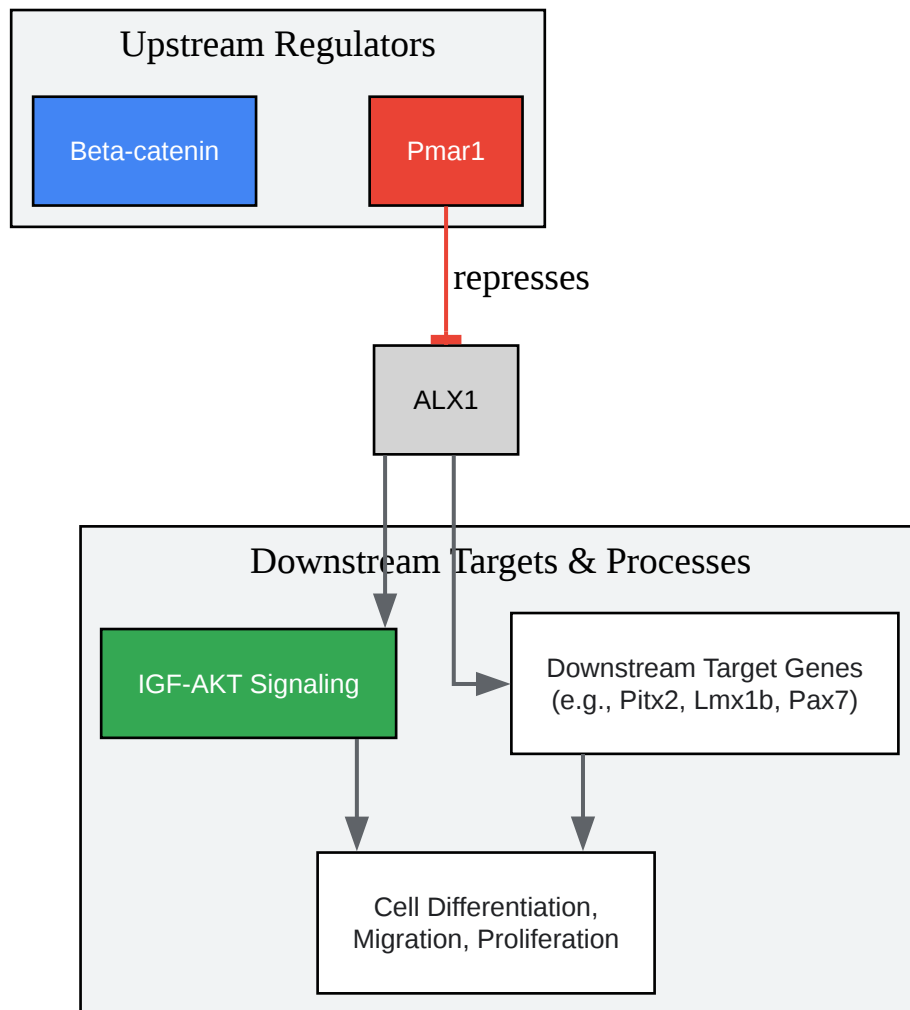 Upstream Regulators
Beta-catenin
Pmar1
represses
ALX1
Downstream Targets & Processes
IGF-AKT Signaling
Downstream Target Genes
(e.g., Pitx2, Lmx1b, Pax7)
Cell Differentiation,
Migration, Proliferation